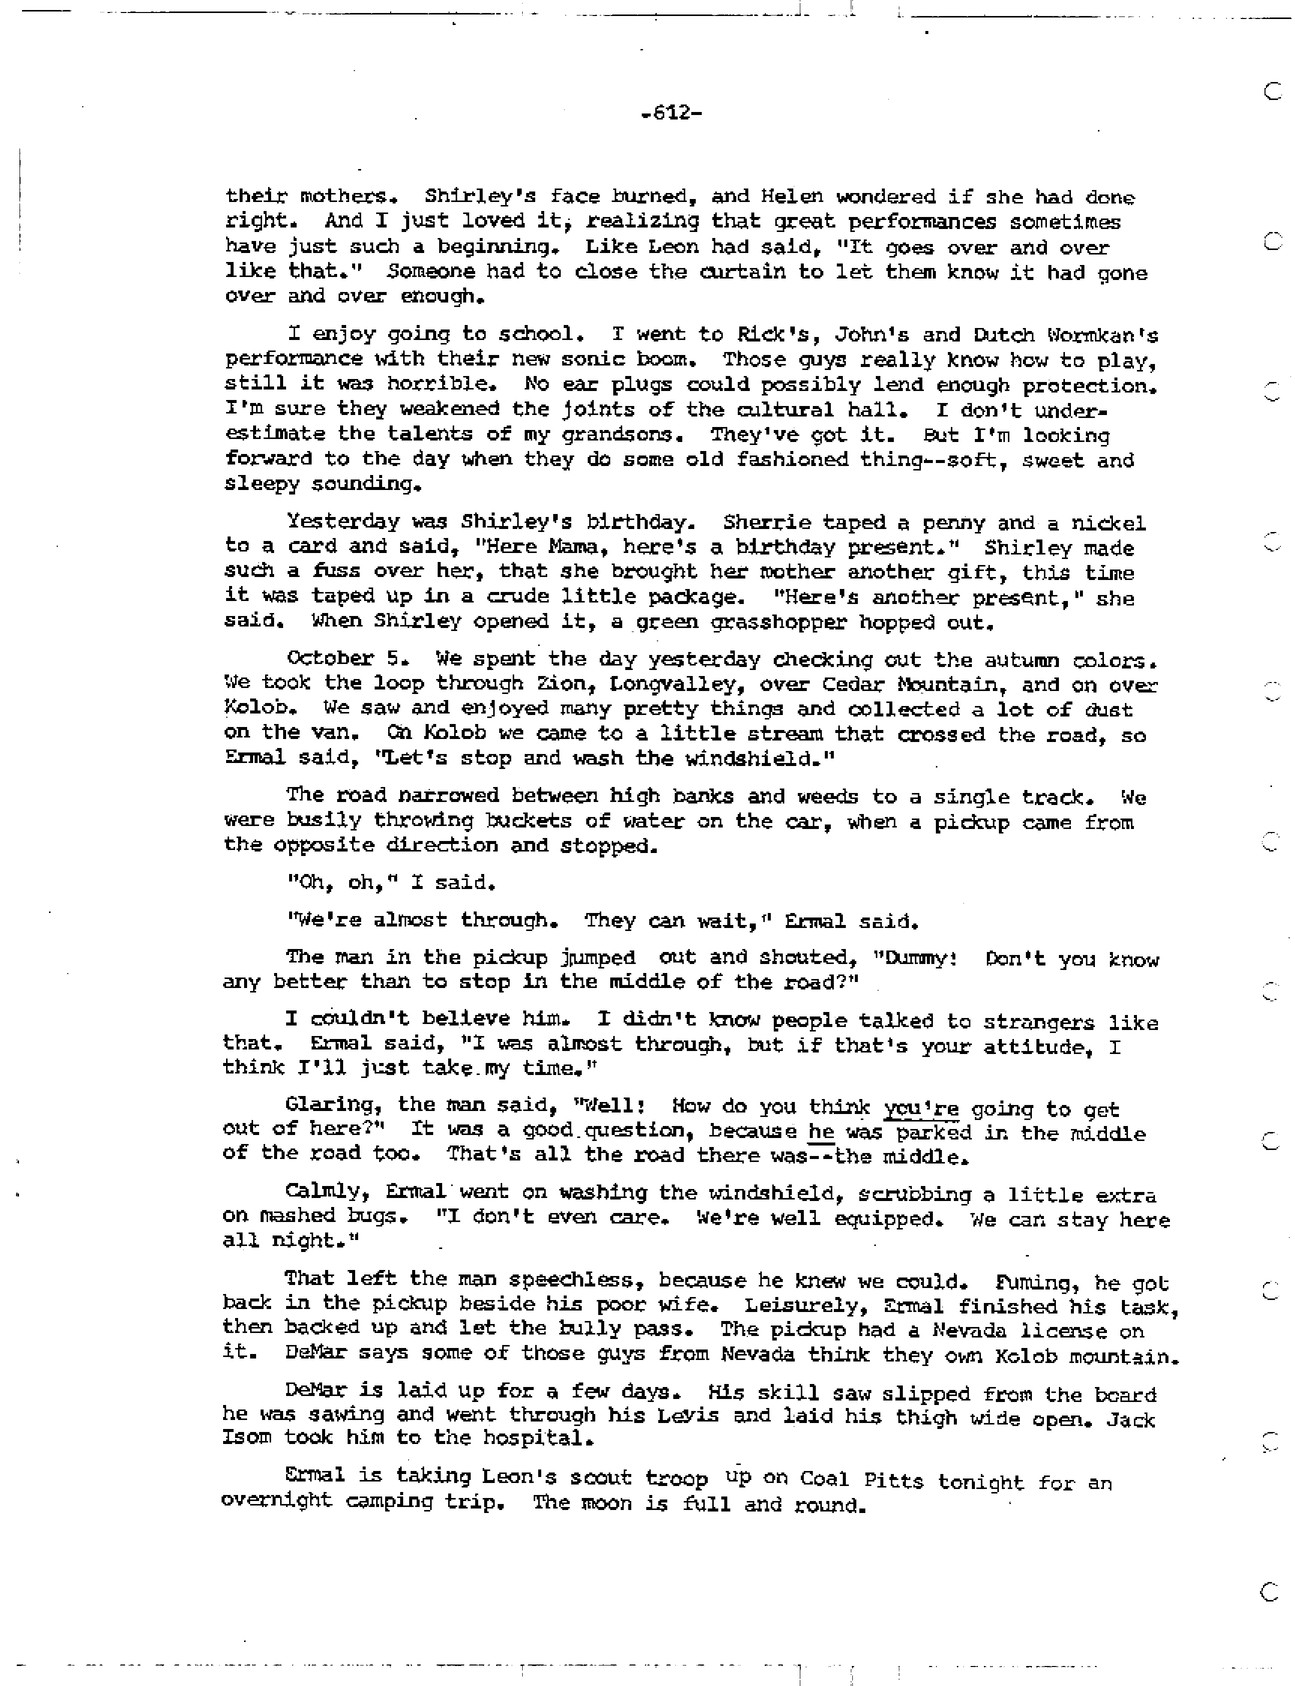 -612-
their mothers.  Shirley's face burned, and Helen wondered if she had done
right.  And I just loved it, realizing that great performances sometimes
have just such a beginning.  Like Leon had said, "It goes over and over
like that."  Someone had to close the curtain to let them know it had gone
over and over enough.
I enjoy going to school.  I went to Rick's, John's and Dutch Wormkan's
performance with their new sonic boom.  Those guys really know how to play,
still it was horrible.  No ear plugs could possibly lend enough protection.
I'm sure they weakened the joints of the cultural hall.  I don't under-
estimate the talents of my grandsons.  They've got it.  But I'm looking
forward to the day when they do some old fashioned thing--soft, sweet and
sleepy sounding.
Yesterday was Shirley's birthday.  Sherrie taped a penny and a nickel
to a card and said, "Here Mama, here's a birthday present."  Shirley made
such a fuss over her, that she brought her mother another gift, this time
it was taped up in a crude little package.  "Here's another present," she
said.  When Shirley opened it, a green grasshopper hopped out.
October 5.  We spent the day yesterday checking out the autumn colors.
We took the loop through Zion, Longvalley, over Cedar Mountain, and on over
Kolob.  We saw and enjoyed many pretty things and collected a lot of dust
on the van.  On Kolob we came to a little stream that crossed the road, so
Ermal said, "Let's stop and wash the windshield."
The road narrowed between high banks and weeds to a single track.  We
were busily throwing buckets of water on the car, when a pickup came from
the opposite direction and stopped.
"Oh, oh," I said.
"We're almost through.  They can wait," Ermal said.
The man in the pickup jumped  out and shouted, "Dummy!  Don't you know
any better than to stop in the middle of the road?"
I couldn't believe him.  I didn't know people talked to strangers like
that.  Ermal said, "I was almost through, but if that's your attitude, I
think I'll just take my time."
Glaring, the man said, "Well!  How do you think you're going to get
out of here?"  It was a good question, because he was parked in the middle
of the road too.  That's all the road there was--the middle.
Calmly, Ermal went on washing the windshield, scrubbing a little extra
on mashed bugs.  "I don't even care.  We're well equipped.  We can stay here
all night."
That left the man speechless, because he knew we could.  Fuming, he got
back in the pickup beside his poor wife.  Leisurely, Ermal finished his task,
then backed up and let the bully pass.  The pickup had a Nevada license on
it.  DeMar says some of those guys from Nevada think they own Kolob mountain.
DeMar is laid up for a few days.  His skill saw slipped from the board
he was sawing and went through his Levis and laid his thigh wide open. Jack
Isom took him to the hospital.
Ermal is taking Leon's scout troop up on Coal Pitts tonight for an
overnight camping trip.  The moon is full and round.